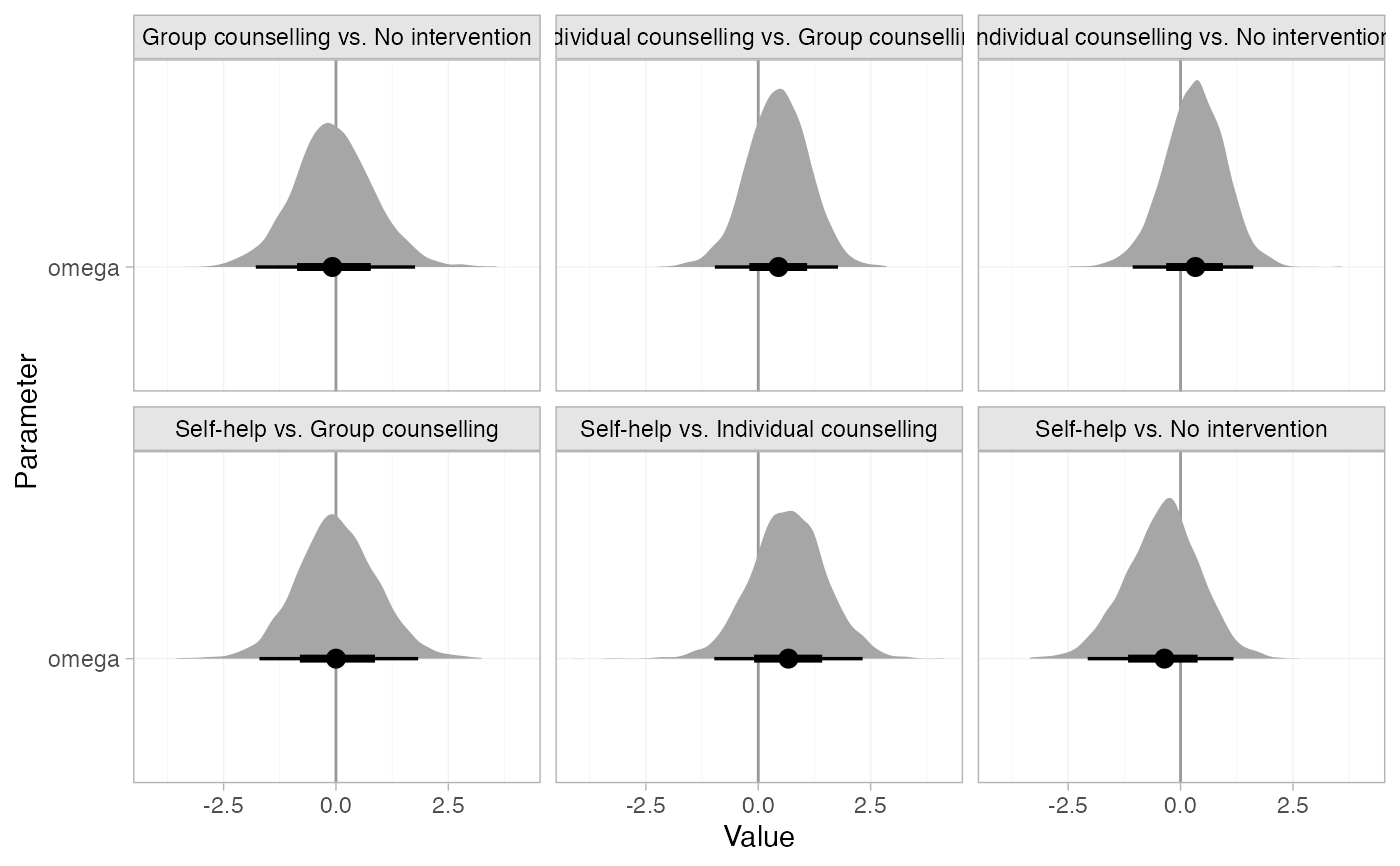 Group counselling vs. No intervention
dividual counselling vs. Group counsellin
ndividual counselling vs. No intervention
omega
Self-help vs. Group counselling
Self-help vs. Individual counselling
Self-help vs. No intervention
omega
Parameter
-2.5 0.0 2.5
-2.5 0.0 2.5
-2.5 0.0 2.5
Value